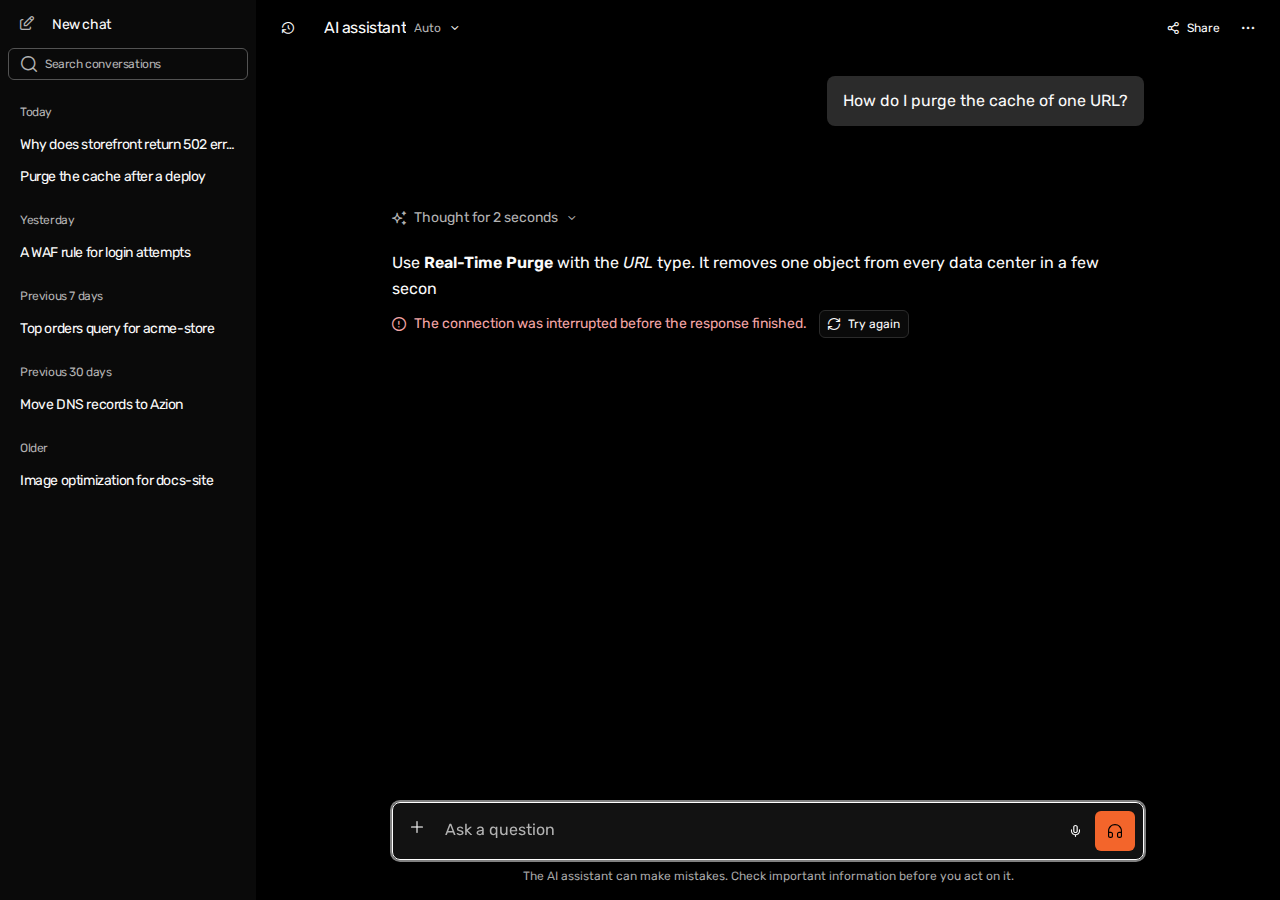 New chat
Search conversations
Today
Why does storefront return 502 err...
Purge the cache after a deploy
Yesterday
A WAF rule for login attempts
Previous 7 days
Top orders query for acme-store
Previous 30 days
Move DNS records to Azion
Older
Image optimization for docs-site
AI assistant Auto
Share
How do I purge the cache of one URL?
Thought for 2 seconds
Use Real-Time Purge with the URL type. It removes one object from every data center in a few
secon
The connection was interrupted before the response finished.
Try again
Ask a question
The AI assistant can make mistakes. Check important information before you act on it.